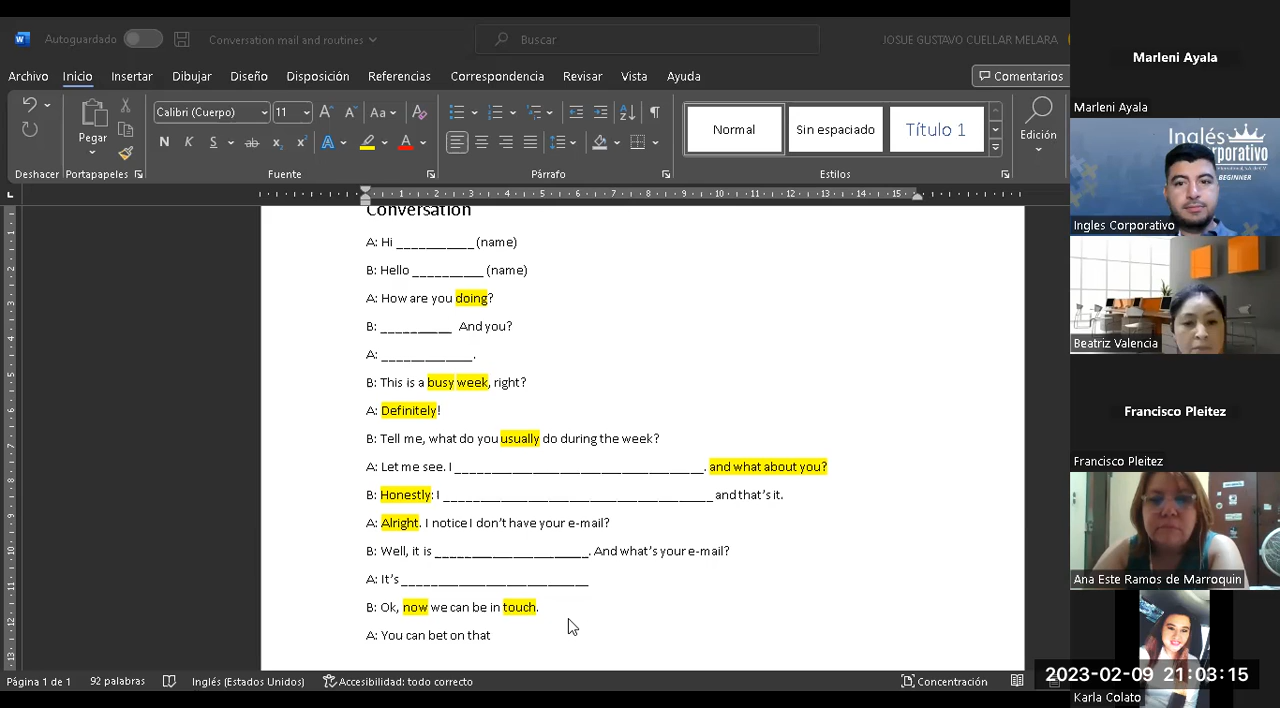 Autoguardado
Conversation mail and routines
Buscar
JOSUE GUSTAVO CUELLAR MELARA
Archivo Inicio Insertar Dibujar Diseño Disposición Referencias Correspondencia Revisar Vista Ayuda
Comentarios
Calibri (Cuerpo) 11
Pegar
N K S ab x₂ x² A A
Normal Sin espaciado Título 1
Edición
Deshacer Portapapeles Fuente Párrafo Estilos
Conversation
A: Hi ___________ (name)
B: Hello __________ (name)
A: How are you doing?
B: __________ And you?
A: _____________.
B: This is a busy week, right?
A: Definitely!
B: Tell me, what do you usually do during the week?
A: Let me see. I ___________________________________. and what about you?
B: Honestly: I ______________________________________ and that's it.
A: Alright. I notice I don't have your e-mail?
B: Well, it is ______________________. And what's your e-mail?
A: It's __________________________
B: Ok, now we can be in touch.
A: You can bet on that
Página 1 de 1 92 palabras Inglés (Estados Unidos) Accesibilidad: todo correcto Concentración
Marleni Ayala
Marleni Ayala
Inglés
BEGINNER
Ingles Corporativo
Beatriz Valencia
Francisco Pleitez
Francisco Pleitez
Ana Este Ramos de Marroquin
2023-02-09 21:03:15
Karla Colato